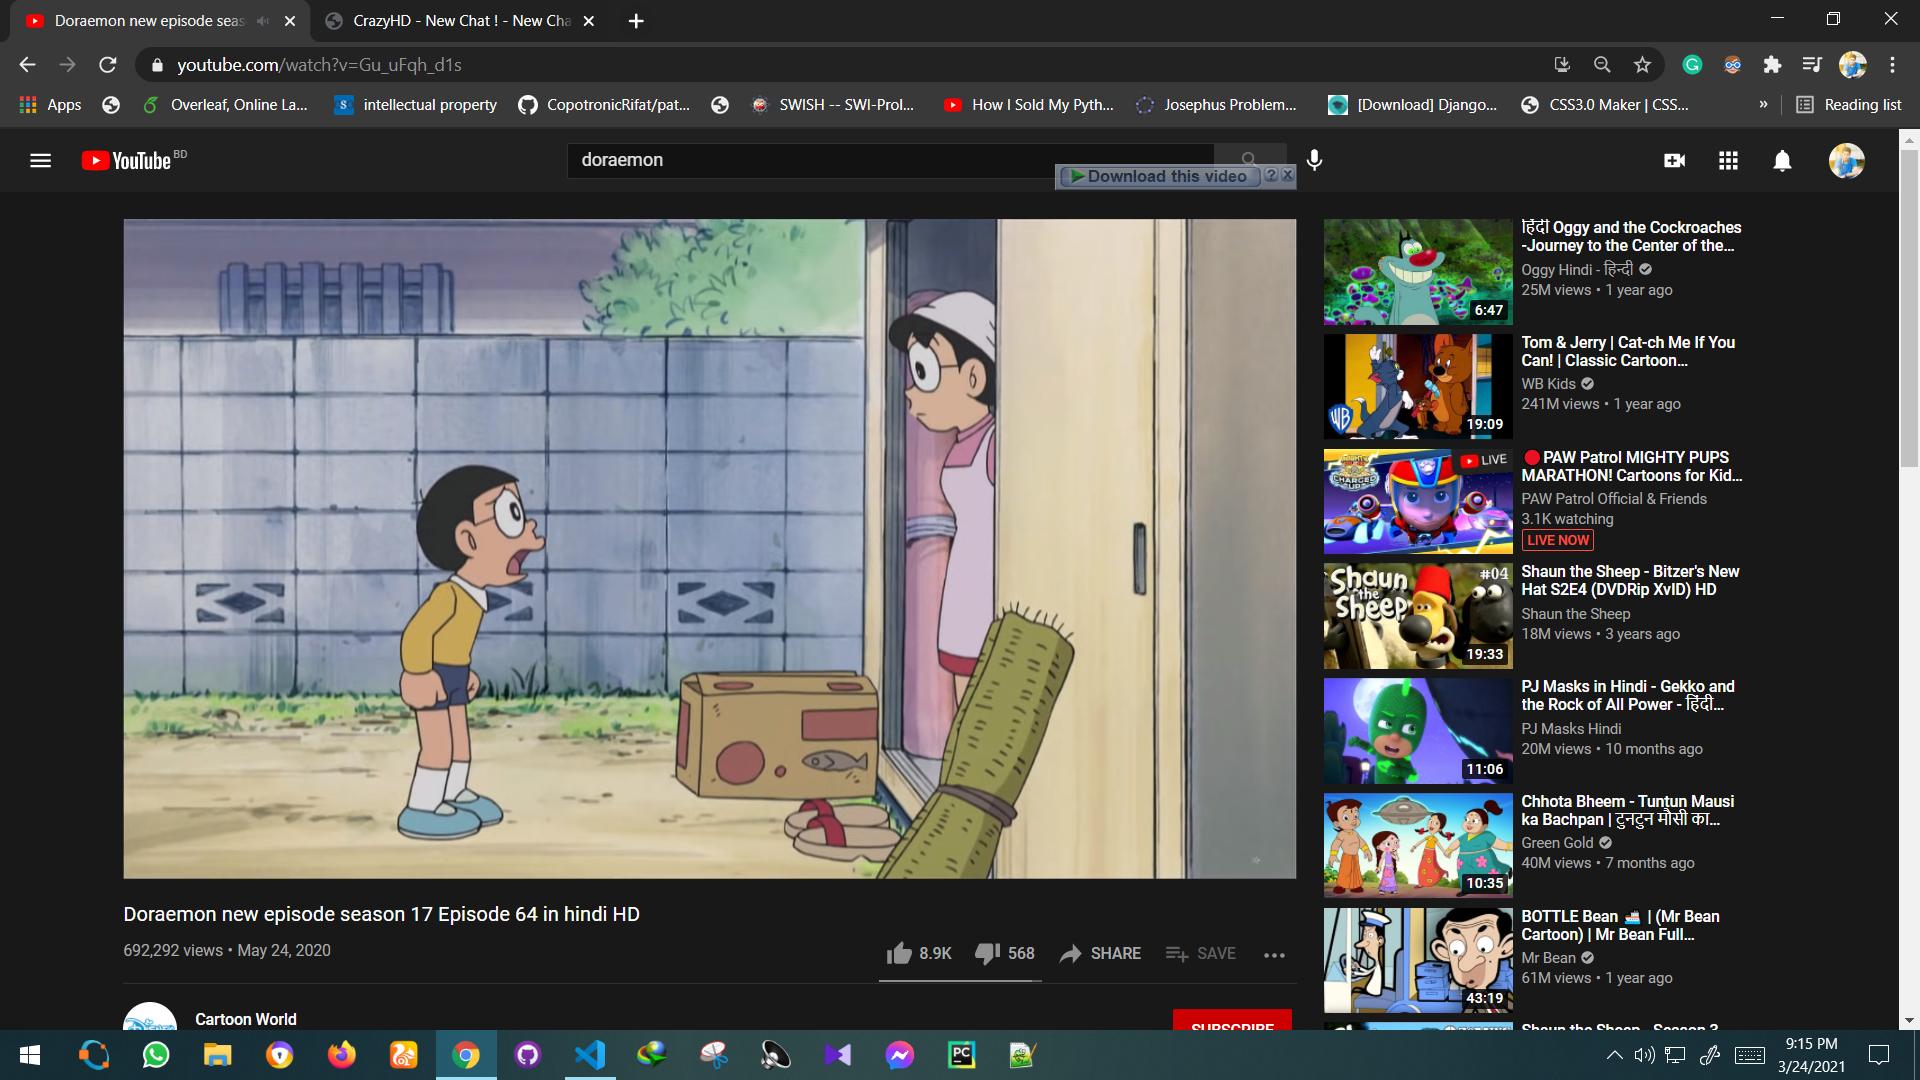 Doraemon new episode seas
CrazyHD - New Chat ! - New Cha
youtube.com/watch?v=Gu_uFqh_d1s
Apps
Overleaf, Online La...
S
intellectual property
CopotronicRifat/pat...
SWISH -- SWI-Prol...
How I Sold My Pyth...
Josephus Problem...
[Download] Django...
CSS3.0 Maker | CSS...
»
Reading list
YouTube BD
doraemon
Download this video ? X
हिंदी Oggy and the Cockroaches
-Journey to the Center of the...
Oggy Hindi - हिन्दी
25M views • 1 year ago
6:47
Tom & Jerry | Cat-ch Me If You
Can! | Classic Cartoon...
WB Kids
241M views • 1 year ago
WB
19:09
LIVE
CHARGED
UP
PAW Patrol MIGHTY PUPS
MARATHON! Cartoons for Kid...
PAW Patrol Official & Friends
3.1K watching
LIVE NOW
Shaun
the
Sheep
#04
19:33
Shaun the Sheep - Bitzer's New
Hat S2E4 (DVDRip XvID) HD
Shaun the Sheep
18M views • 3 years ago
PJ Masks in Hindi - Gekko and
the Rock of All Power - हिंदी...
PJ Masks Hindi
20M views • 10 months ago
11:06
Chhota Bheem - Tuntun Mausi
ka Bachpan | टुनटुन मौसी का...
Green Gold
40M views • 7 months ago
10:35
BOTTLE Bean | (Mr Bean
Cartoon) | Mr Bean Full...
Mr Bean
61M views • 1 year ago
43:19
Shaun the Sheep - Season 3
Doraemon new episode season 17 Episode 64 in hindi HD
692,292 views • May 24, 2020
8.9K
568
SHARE
SAVE
Cartoon World
SUBSCRIBE
PC
9:15 PM
3/24/2021